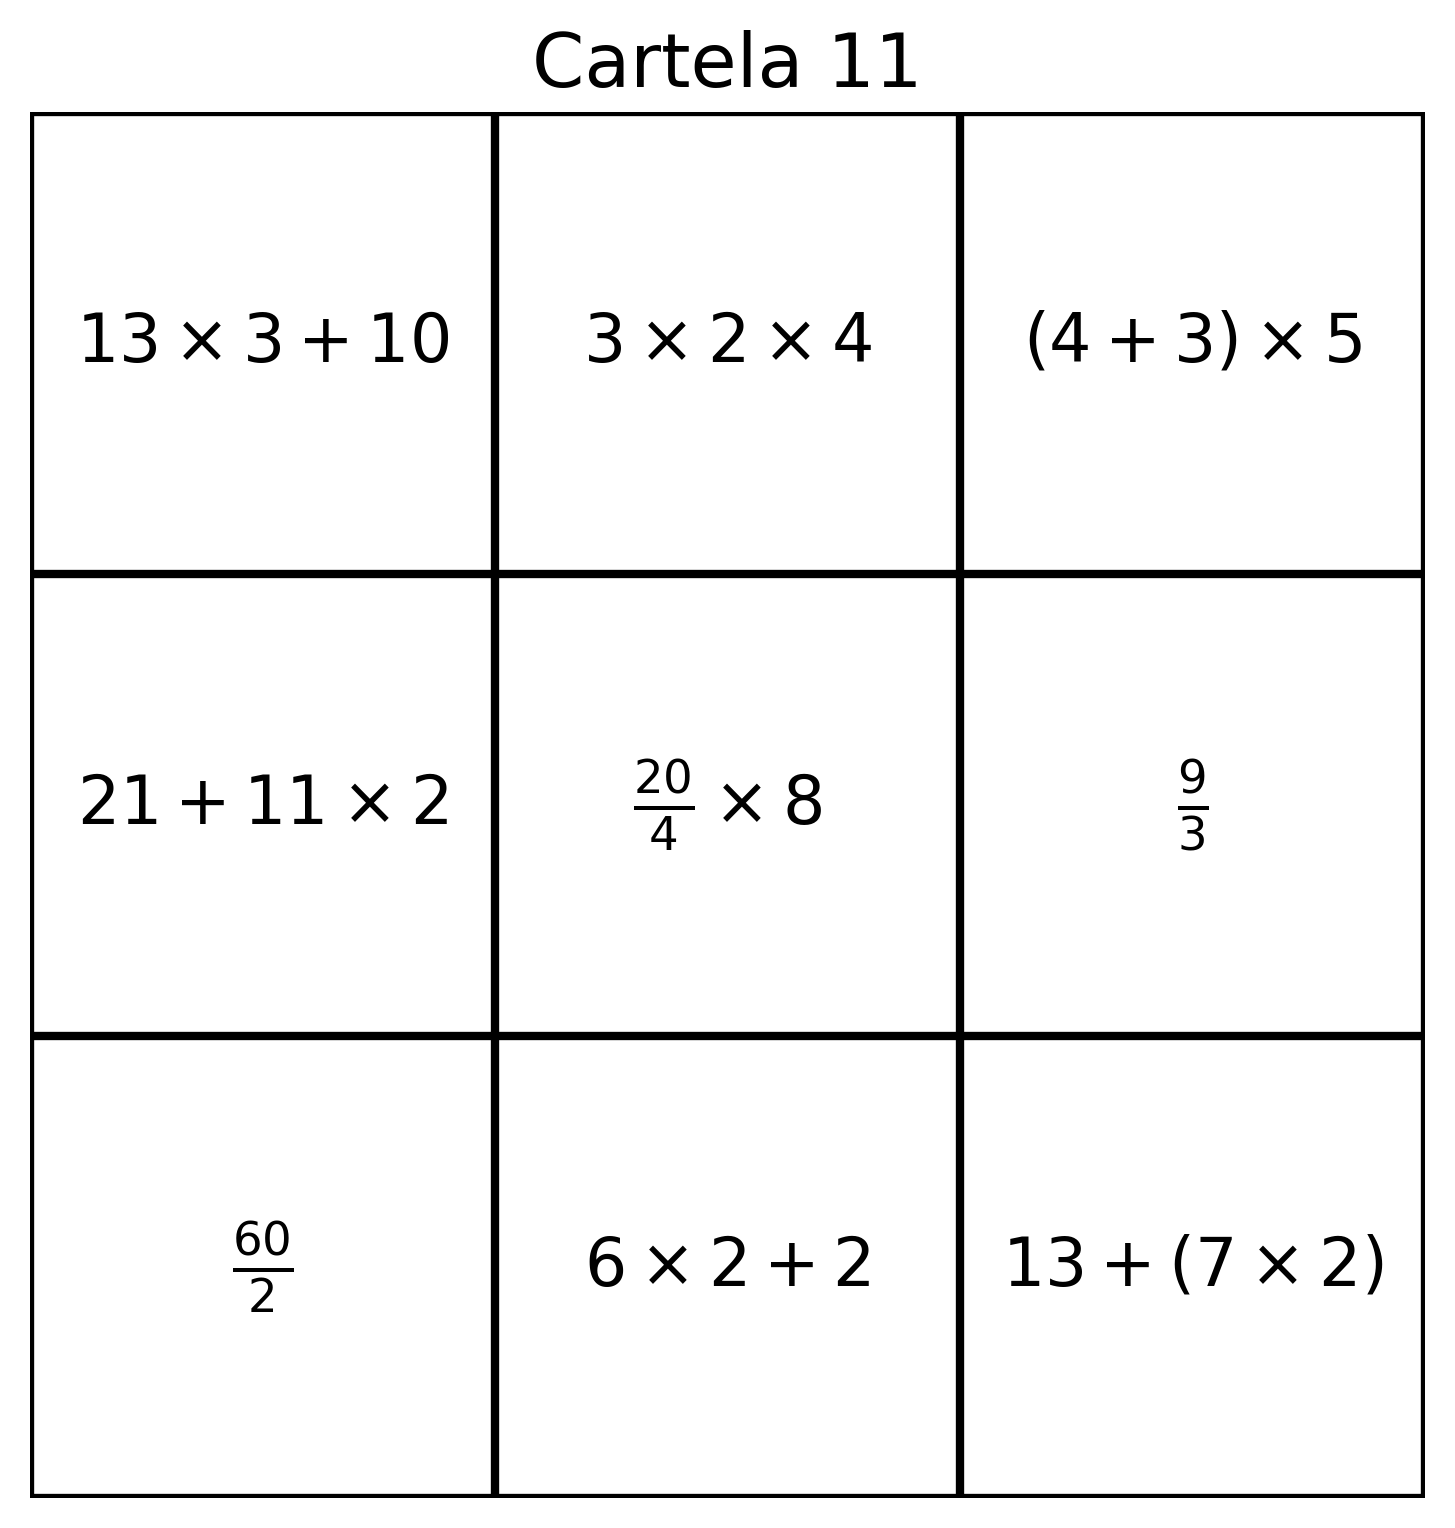 Cartela 11
13 × 3 + 10
3 × 2 × 4
(4 + 3) × 5
21 + 11 × 2
20/4 × 8
9/3
60/2
6 × 2 + 2
13 + (7 × 2)